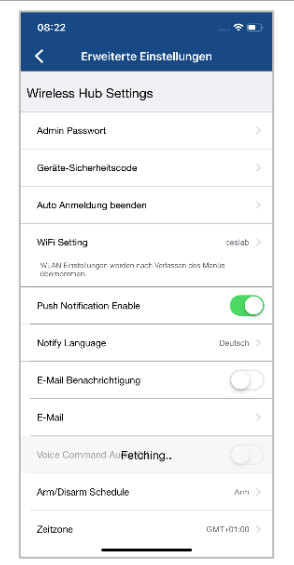 08:22
Erweiterte Einstellungen
Wireless Hub Settings
Admin Passwort
Geräte-Sicherheitscode
Auto Anmeldung beenden
WiFi Setting ceslab
WLAN Einstellungen werden nach Verlassen des Menüs
übernommen.
Push Notification Enable
Notify Language Deutsch
E-Mail Benachrichtigung
E-Mail
Voice Command
Fetching..
Arm/Disarm Schedule Arm
Zeitzone GMT+01:00